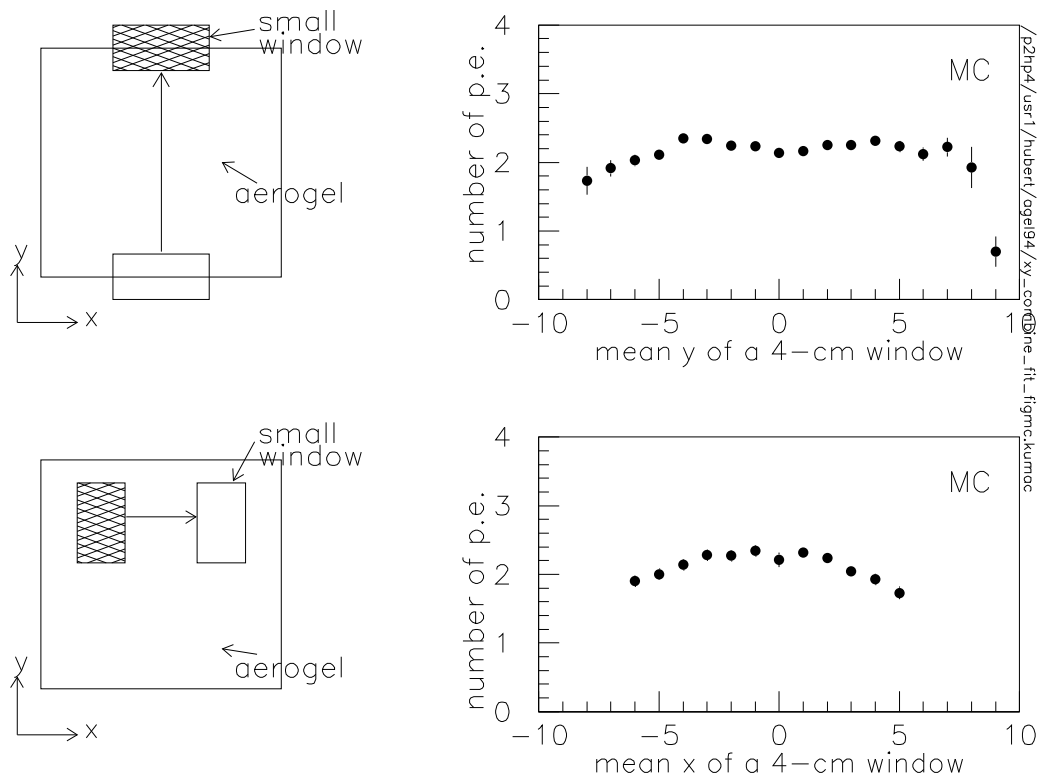 small
window
aerogel
y
x
4
3
2
1
0
number of p.e.
MC
-10
-5
0
5
10
mean y of a 4-cm window
/p2hp4/usr1/hubert/agel94/xy_combine_fit_figmc.kumac
small
window
aerogel
y
x
4
3
2
1
0
number of p.e.
MC
-10
-5
0
5
10
mean x of a 4-cm window